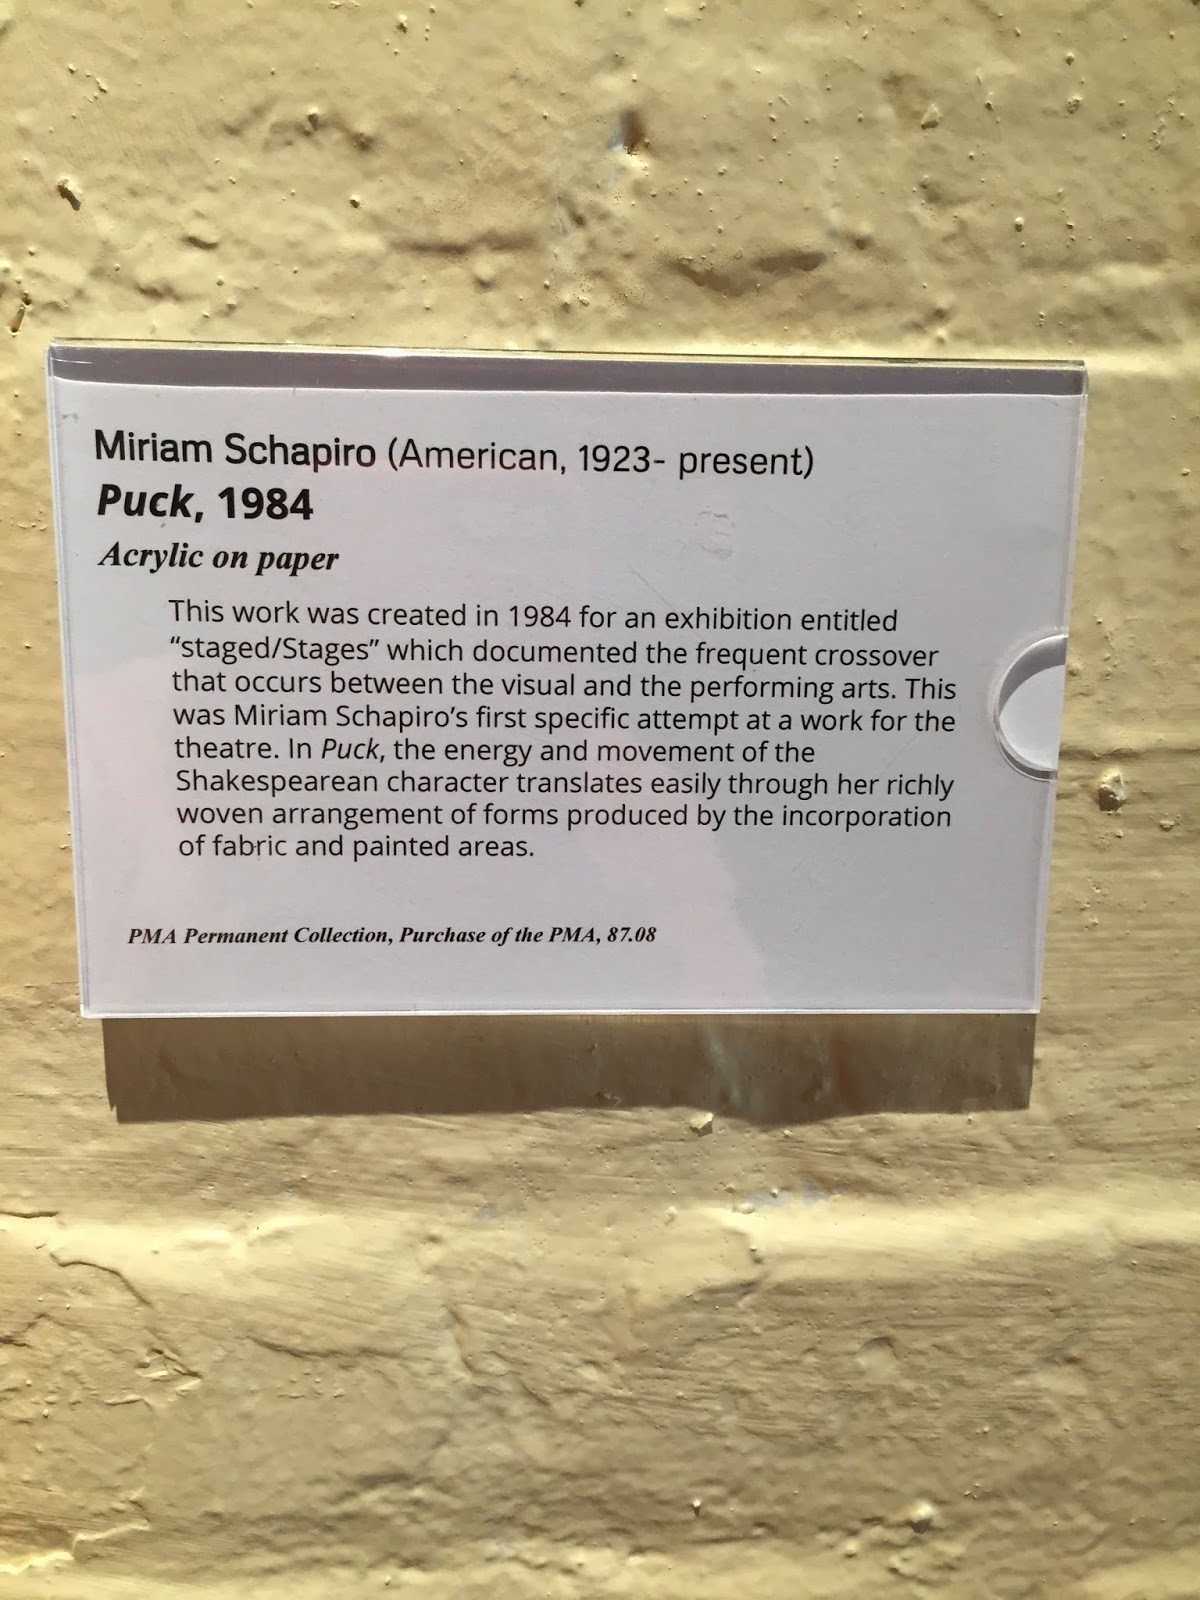 Miriam Schapiro (American, 1923- present)
Puck, 1984
Acrylic on paper
This work was created in 1984 for an exhibition entitled
“staged/Stages” which documented the frequent crossover
that occurs between the visual and the performing arts. This
was Miriam Schapiro’s first specific attempt at a work for the
theatre. In Puck, the energy and movement of the
Shakespearean character translates easily through her richly
woven arrangement of forms produced by the incorporation
of fabric and painted areas.
PMA Permanent Collection, Purchase of the PMA, 87.08